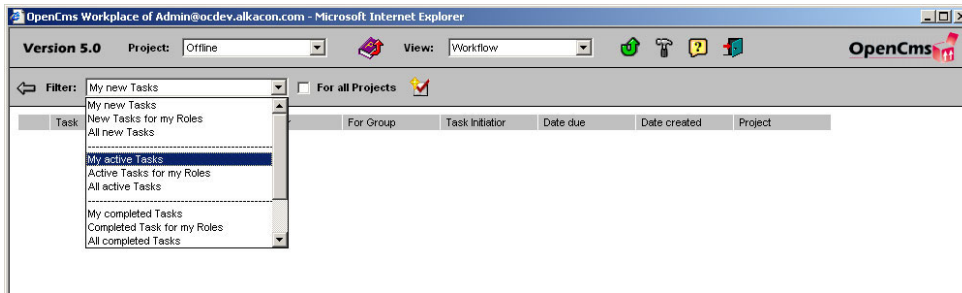 OpenCms Workplace of Admin@ocdev.alkacon.com - Microsoft Internet Explorer
Version 5.0 Project: Offline View: Workflow OpenCms
Filter: My new Tasks For all Projects
Task For Group Task Initiatior Date due Date created Project
My new Tasks
New Tasks for my Roles
All new Tasks
My active Tasks
Active Tasks for my Roles
All active Tasks
My completed Tasks
Completed Task for my Roles
All completed Tasks